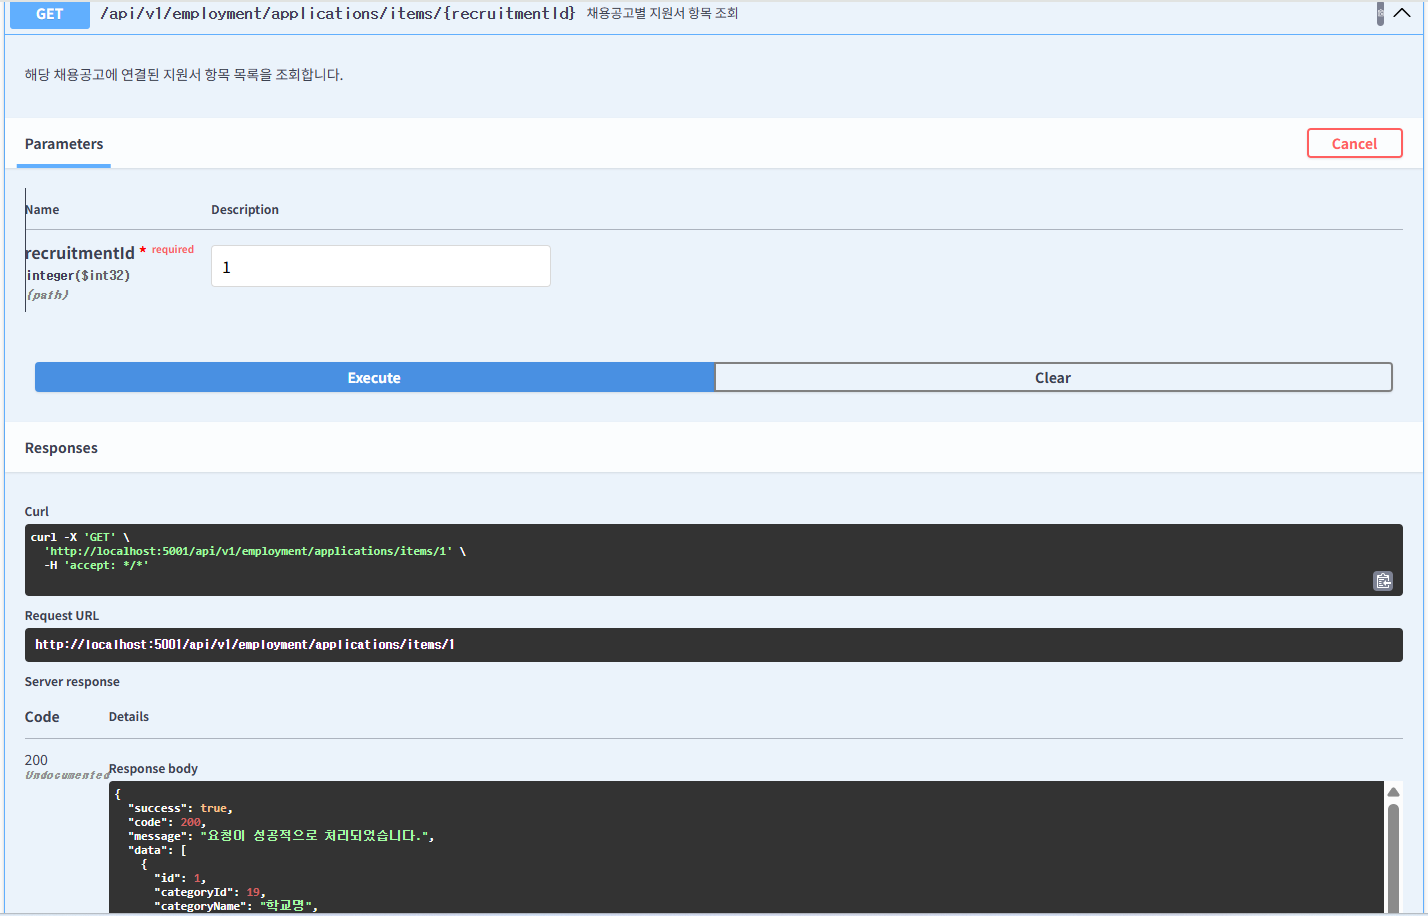 GET /api/v1/employment/applications/items/{recruitmentId} 채용공고별 지원서 항목 조회
해당 채용공고에 연결된 지원서 항목 목록을 조회합니다.
Parameters
Cancel
Name Description
recruitmentId * required
integer($int32)
(path)
1
Execute
Clear
Responses
Curl
curl -X 'GET' \
'http://localhost:5001/api/v1/employment/applications/items/1' \
-H 'accept: */*'
Request URL
http://localhost:5001/api/v1/employment/applications/items/1
Server response
Code Details
200
Undocumented
Response body
{
"success": true,
"code": 200,
"message": "요청이 성공적으로 처리되었습니다.",
"data": [
{
"id": 1,
"categoryId": 19,
"categoryName": "학교명",